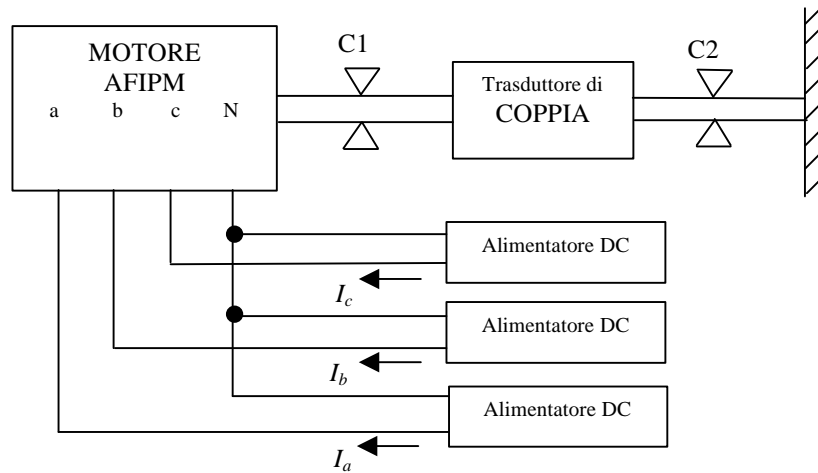 MOTORE
AFIPM
a b c N
C1
Trasduttore di
COPPIA
C2
Alimentatore DC
Ic
Alimentatore DC
Ib
Alimentatore DC
Ia